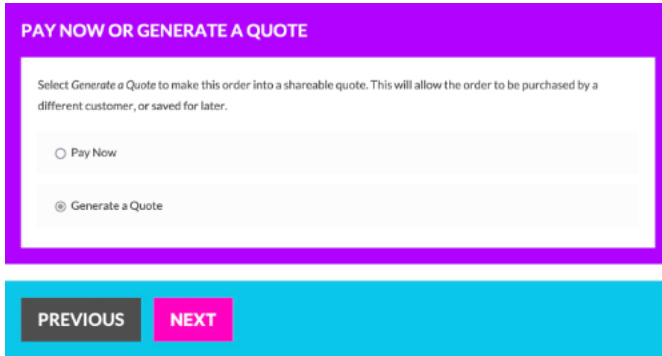 PAY NOW OR GENERATE A QUOTE
Select Generate a Quote to make this order into a shareable quote. This will allow the order to be purchased by a
different customer, or saved for later.
Pay Now
Generate a Quote
PREVIOUS NEXT